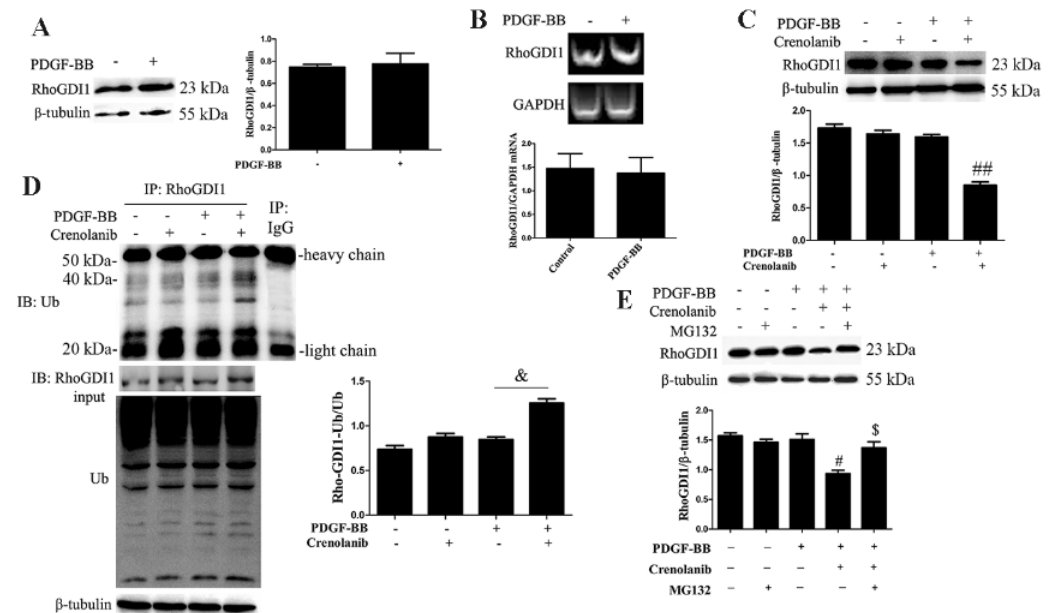 A
PDGF-BB - +
RhoGDI1 23 kDa
β-tubulin 55 kDa
RhoGDI1/β-tubulin
1.0
0.8
0.6
0.4
0.2
0.0
PDGF-BB - +
B
PDGF-BB - +
RhoGDI1
GAPDH
RhoGDI1/GAPDH mRNA
2.0
1.5
1.0
0.5
0.0
Control PDGF-BB
C
PDGF-BB - - + +
Crenolanib - + - +
RhoGDI1 23 kDa
β-tubulin 55 kDa
RhoGDI1/β-tubulin
2.0
1.5
1.0
0.5
0.0
##
PDGF-BB - - + +
Crenolanib - + - +
D
IP: RhoGDI1
PDGF-BB - - + + IP:
Crenolanib - + - + IgG
50 kDa- -heavy chain
40 kDa-
IB: Ub
20 kDa- -light chain
IB: RhoGDI1
input
Ub
β-tubulin
Rho-GDI1-Ub/Ub
1.5
1.0
0.5
0.0
&
PDGF-BB - - + +
Crenolanib - + - +
E
PDGF-BB - - + + +
Crenolanib - - - + +
MG132 - + - - +
RhoGDI1 23 kDa
β-tubulin 55 kDa
RhoGDI1/β-tubulin
2.0
1.5
1.0
0.5
0.0
# $
PDGF-BB – – + + +
Crenolanib – – – + +
MG132 – + – – +